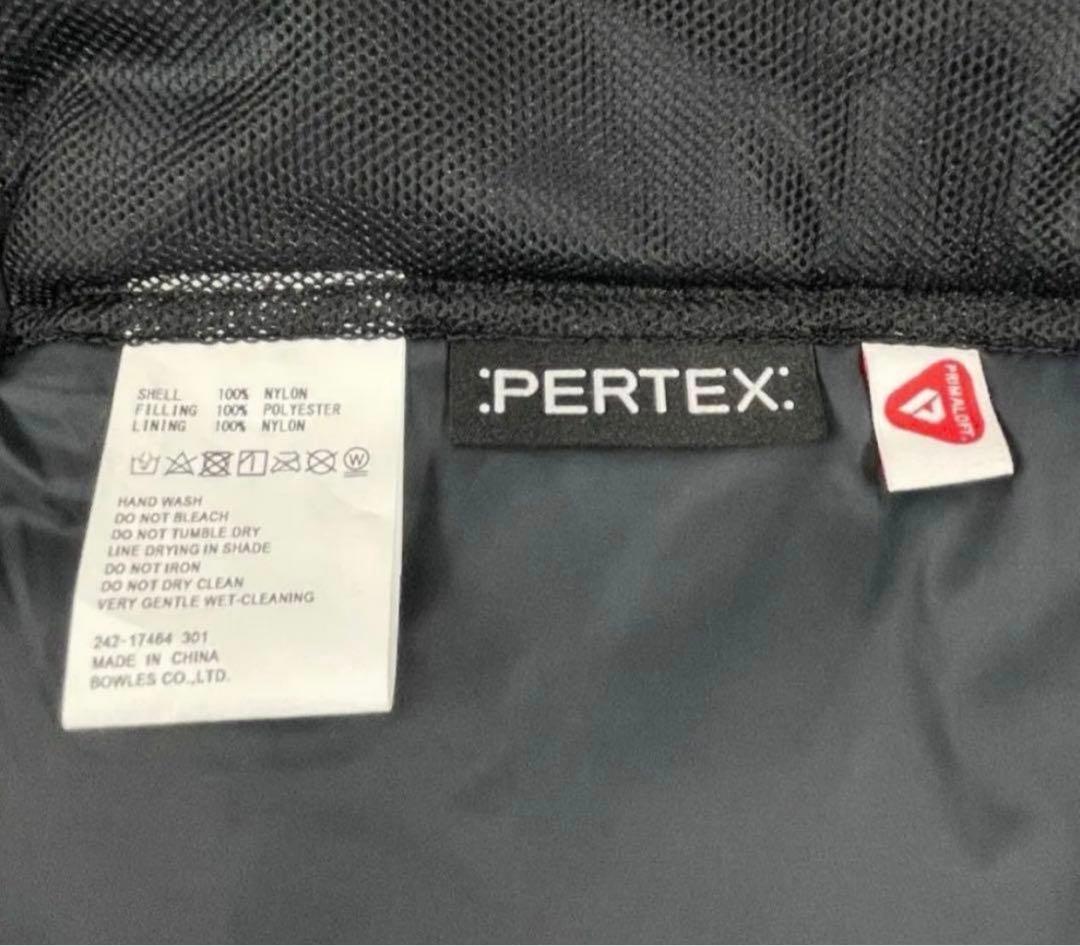 SHELL 100% NYLON
FILLING 100% POLYESTER
LINING 100% NYLON
1 W
HAND WASH
DO NOT BLEACH
DO NOT TUMBLE DRY
LINE DRYING IN SHADE
DO NOT IRON
DO NOT DRY CLEAN
VERY GENTLE WET-CLEANING
242-17464 301
MADE IN CHINA
BOWLES CO.,LTD.
:PERTEX:
PRIMALOFT